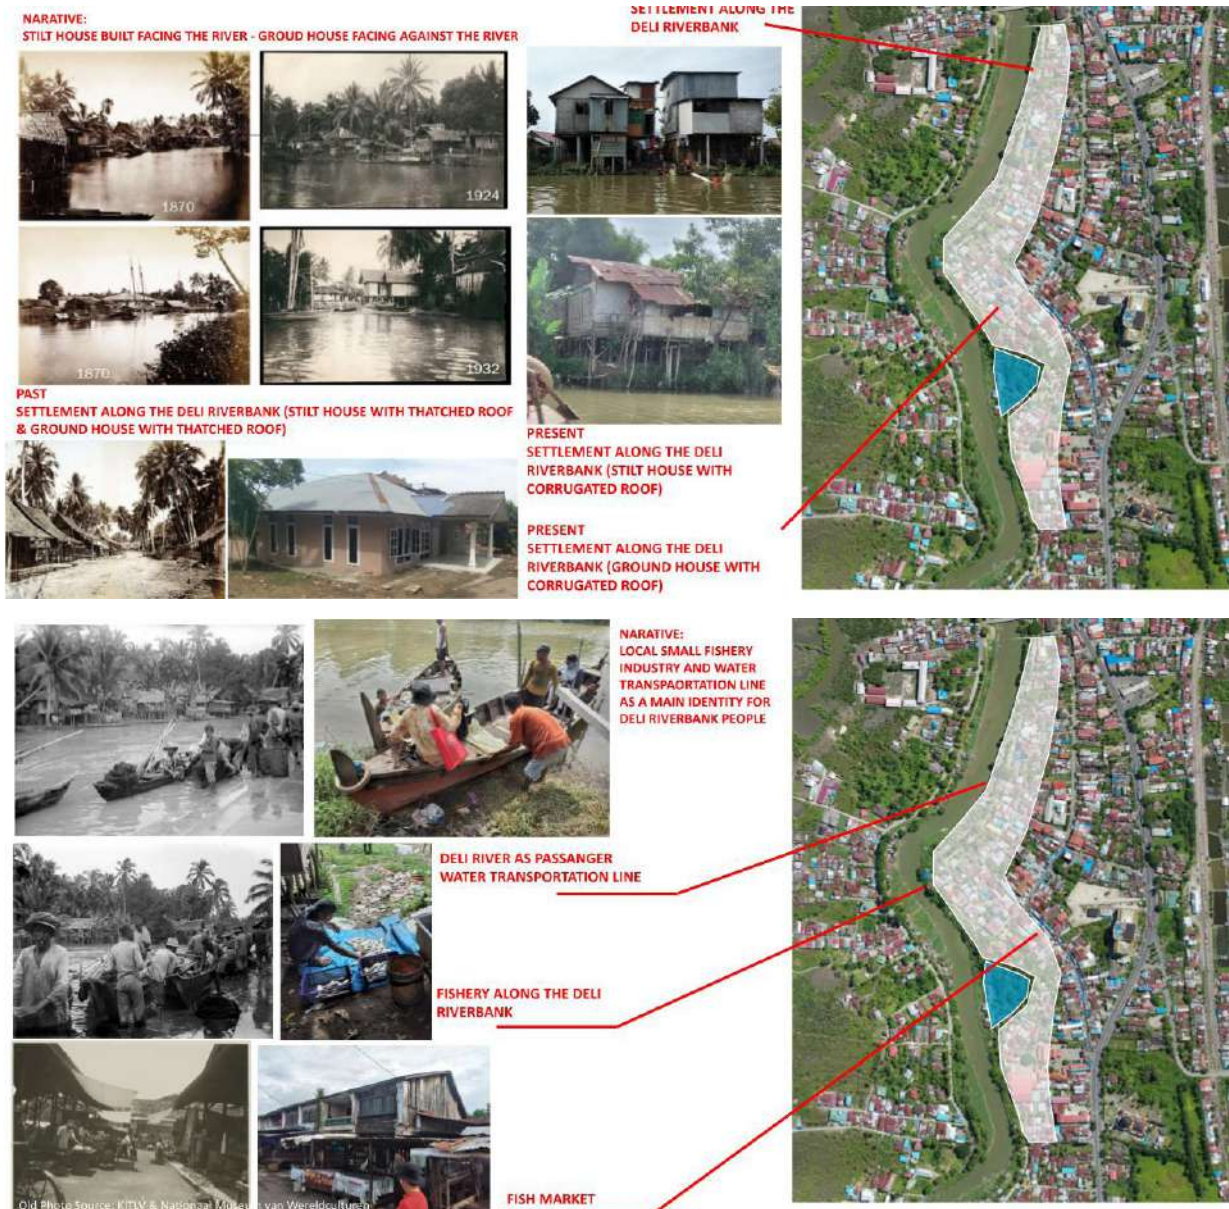 NARATIVE:
STILT HOUSE BUILT FACING THE RIVER - GROUD HOUSE FACING AGAINST THE RIVER
SETTLEMENT ALONG THE
DELI RIVERBANK
1870
1924
1870
1932
PAST
SETTLEMENT ALONG THE DELI RIVERBANK (STILT HOUSE WITH THATCHED ROOF
& GROUND HOUSE WITH THATCHED ROOF)
PRESENT
SETTLEMENT ALONG THE DELI
RIVERBANK (STILT HOUSE WITH
CORRUGATED ROOF)
PRESENT
SETTLEMENT ALONG THE DELI
RIVERBANK (GROUND HOUSE WITH
CORRUGATED ROOF)
NARATIVE:
LOCAL SMALL FISHERY
INDUSTRY AND WATER
TRANSPAORTATION LINE
AS A MAIN IDENTITY FOR
DELI RIVERBANK PEOPLE
DELI RIVER AS PASSANGER
WATER TRANSPORTATION LINE
FISHERY ALONG THE DELI
RIVERBANK
FISH MARKET
Old Photo Source: KITLV & Nationaal Museum van Wereldculturen